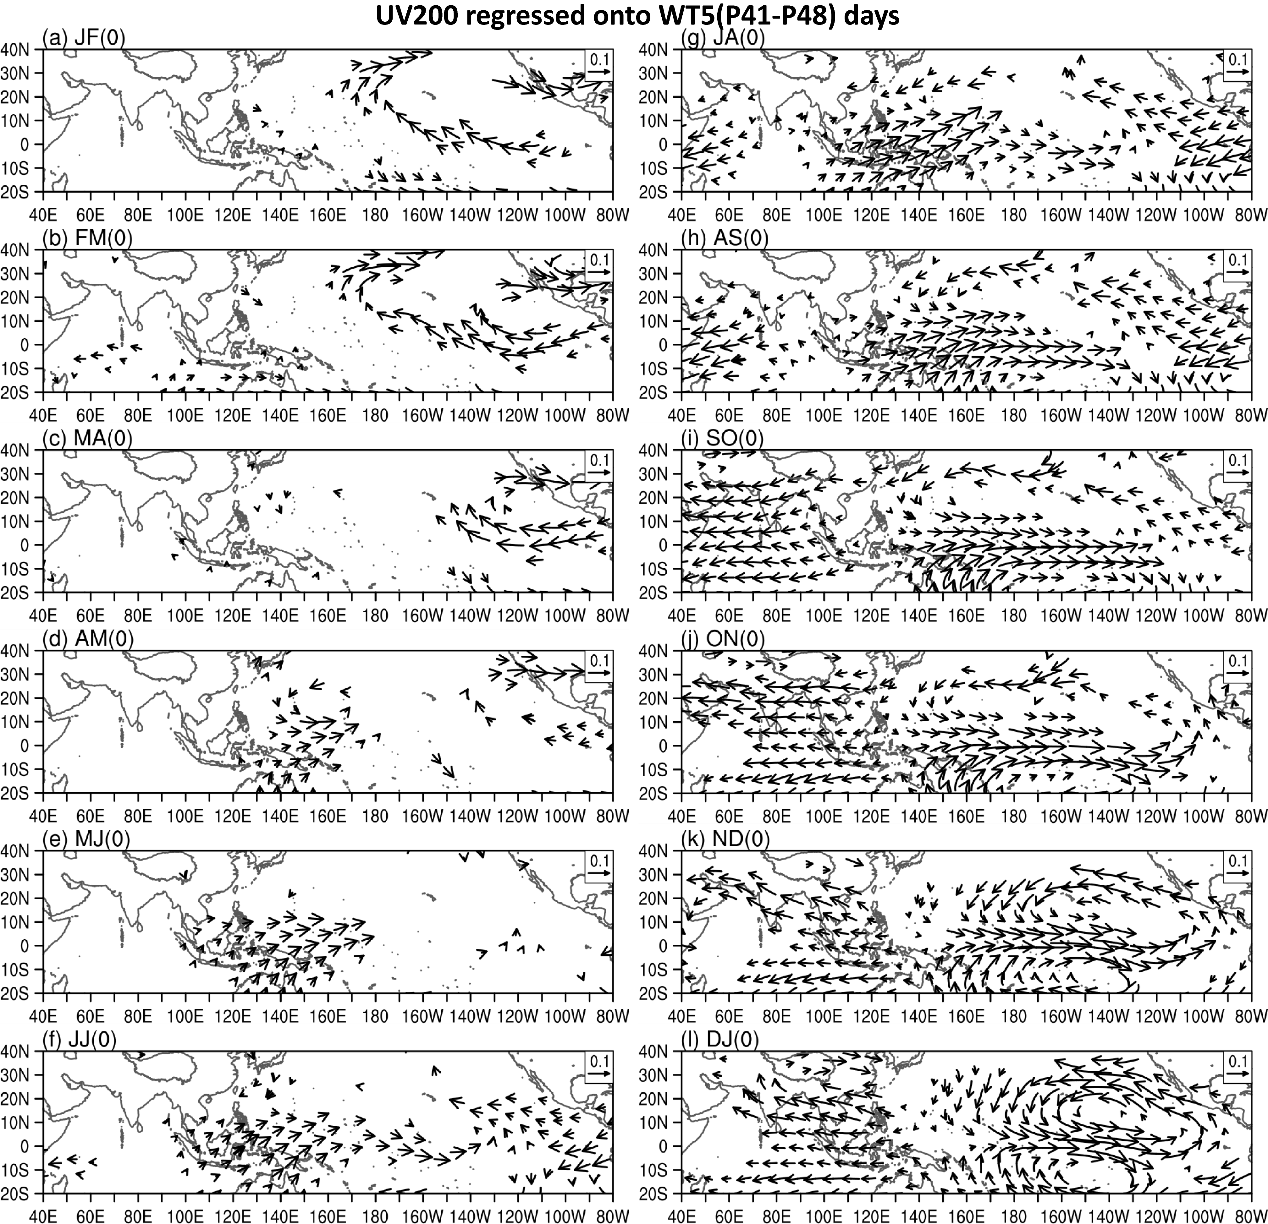 UV200 regressed onto WT5(P41-P48) days
(a) JF(0)
0.1
40N
30N
20N
10N
0
10S
20S
40E 60E 80E 100E 120E 140E 160E 180 160W 140W 120W 100W 80W
(b) FM(0)
0.1
40N
30N
20N
10N
0
10S
20S
40E 60E 80E 100E 120E 140E 160E 180 160W 140W 120W 100W 80W
(c) MA(0)
0.1
40N
30N
20N
10N
0
10S
20S
40E 60E 80E 100E 120E 140E 160E 180 160W 140W 120W 100W 80W
(d) AM(0)
0.1
40N
30N
20N
10N
0
10S
20S
40E 60E 80E 100E 120E 140E 160E 180 160W 140W 120W 100W 80W
(e) MJ(0)
0.1
40N
30N
20N
10N
0
10S
20S
40E 60E 80E 100E 120E 140E 160E 180 160W 140W 120W 100W 80W
(f) JJ(0)
0.1
40N
30N
20N
10N
0
10S
20S
40E 60E 80E 100E 120E 140E 160E 180 160W 140W 120W 100W 80W
(g) JA(0)
0.1
40N
30N
20N
10N
0
10S
20S
40E 60E 80E 100E 120E 140E 160E 180 160W 140W 120W 100W 80W
(h) AS(0)
0.1
40N
30N
20N
10N
0
10S
20S
40E 60E 80E 100E 120E 140E 160E 180 160W 140W 120W 100W 80W
(i) SO(0)
0.1
40N
30N
20N
10N
0
10S
20S
40E 60E 80E 100E 120E 140E 160E 180 160W 140W 120W 100W 80W
(j) ON(0)
0.1
40N
30N
20N
10N
0
10S
20S
40E 60E 80E 100E 120E 140E 160E 180 160W 140W 120W 100W 80W
(k) ND(0)
0.1
40N
30N
20N
10N
0
10S
20S
40E 60E 80E 100E 120E 140E 160E 180 160W 140W 120W 100W 80W
(l) DJ(0)
0.1
40N
30N
20N
10N
0
10S
20S
40E 60E 80E 100E 120E 140E 160E 180 160W 140W 120W 100W 80W